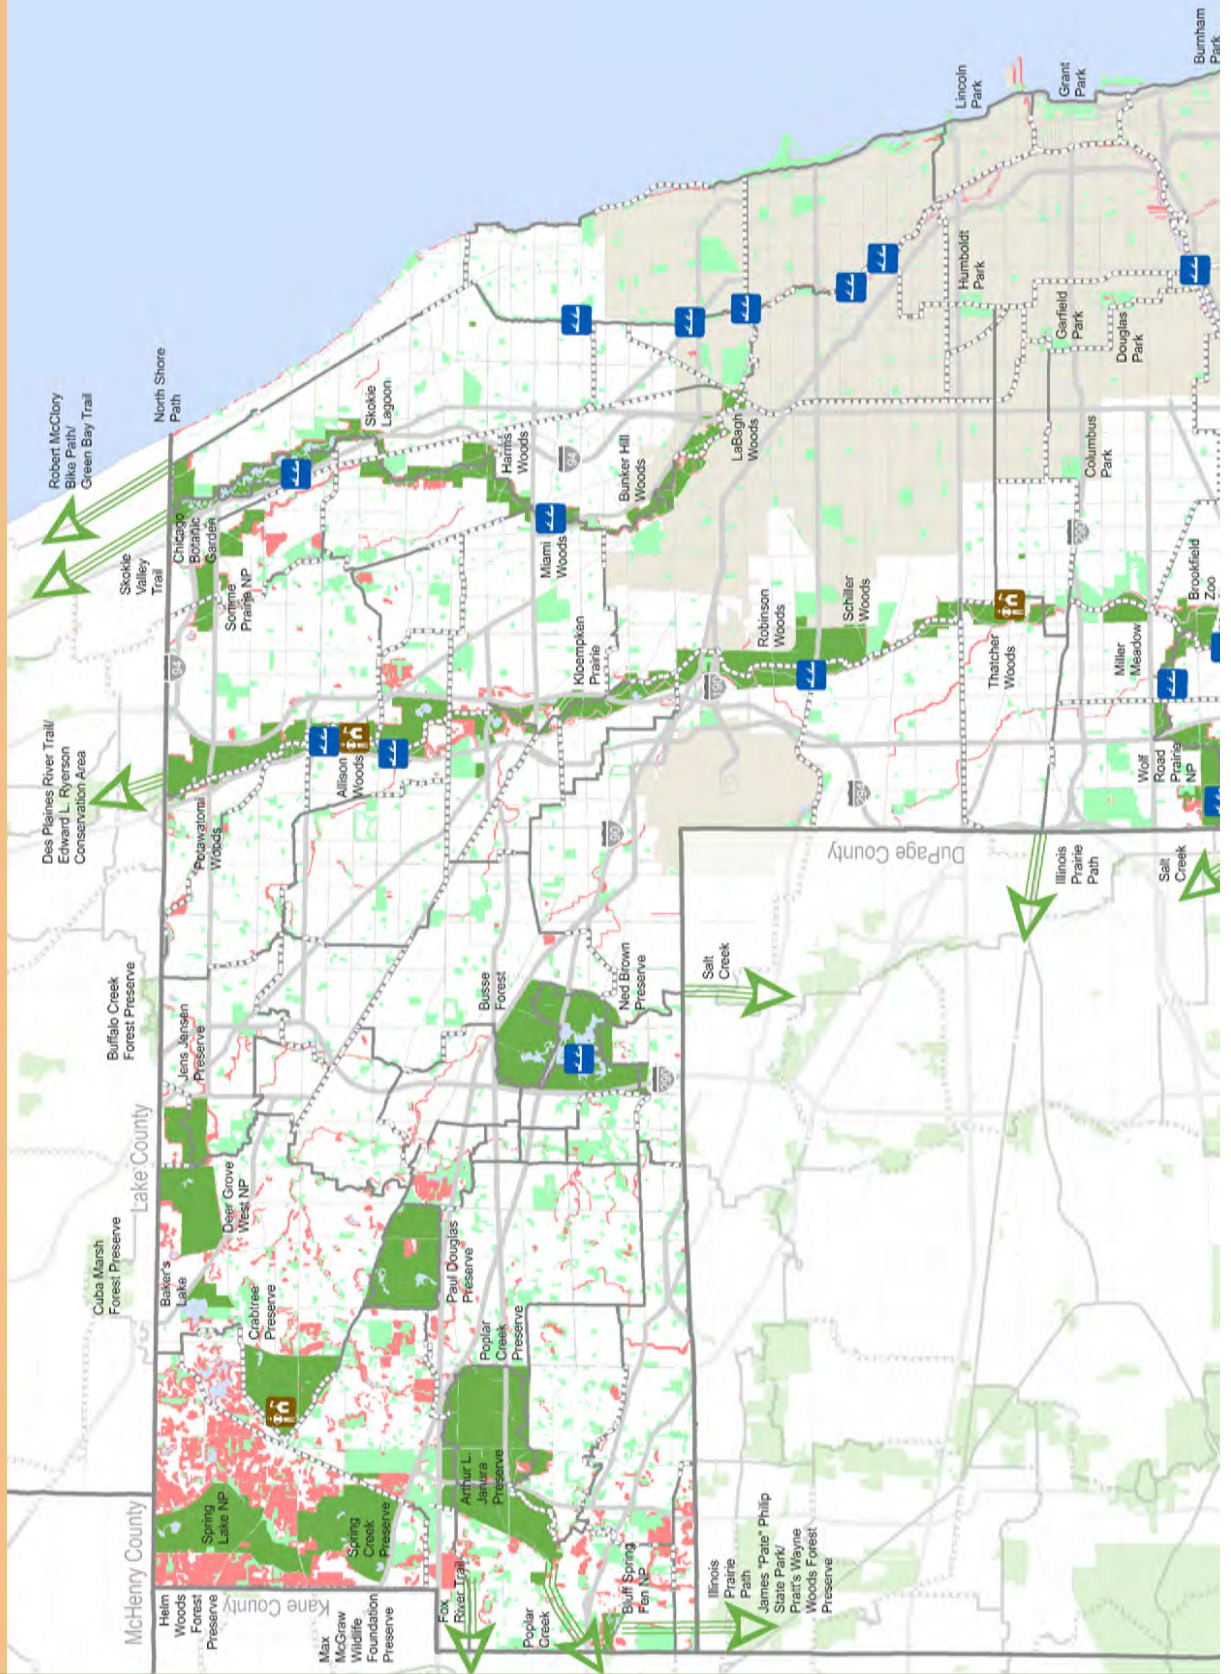 Robert McClory
Bike Path/
Green Bay Trail
North Shore
Path
Skokie
Valley
Trail
Chicago
Botanic
Garden
Somme
Prairie NP
Skokie
Lagoon
Harms
Woods
94
Bunker Hill
Woods
Miami
Woods
LaBagh
Woods
Lincoln
Park
Grant
Park
Burnham
Park
Humboldt
Park
Garfield
Park
Douglas
Park
Columbus
Park
290
Brookfield
Zoo
Des Plaines River Trail/
Edward L. Ryerson
Conservation Area
94
Potawatomi
Woods
Allison
Woods
Kloempken
Prairie
Robinson
Woods
Schiller
Woods
190
Thatcher
Woods
Miller
Meadow
Wolf
Road
Prairie
NP
294
90
DuPage County
Illinois
Prairie
Path
Salt
Creek
Buffalo Creek
Forest Preserve
Jens Jensen
Preserve
Busse
Forest
Ned Brown
Preserve
Salt
Creek
290
Lake County
Cuba Marsh
Forest Preserve
Deer Grove
West NP
Baker's
Lake
Crabtree
Preserve
Paul Douglas
Preserve
Poplar
Creek
Preserve
Arthur L.
Janura
Preserve
McHenry County
Spring
Lake NP
Spring
Creek
Preserve
Helm
Woods
Forest
Preserve
Kane County
Max
McGraw
Wildlife
Foundation
Preserve
Fox
River Trail
Poplar
Creek
Bluff Spring
Fen NP
Illinois
Prairie
Path
James "Pate" Philip
State Park/
Pratt's Wayne
Woods Forest
Preserve